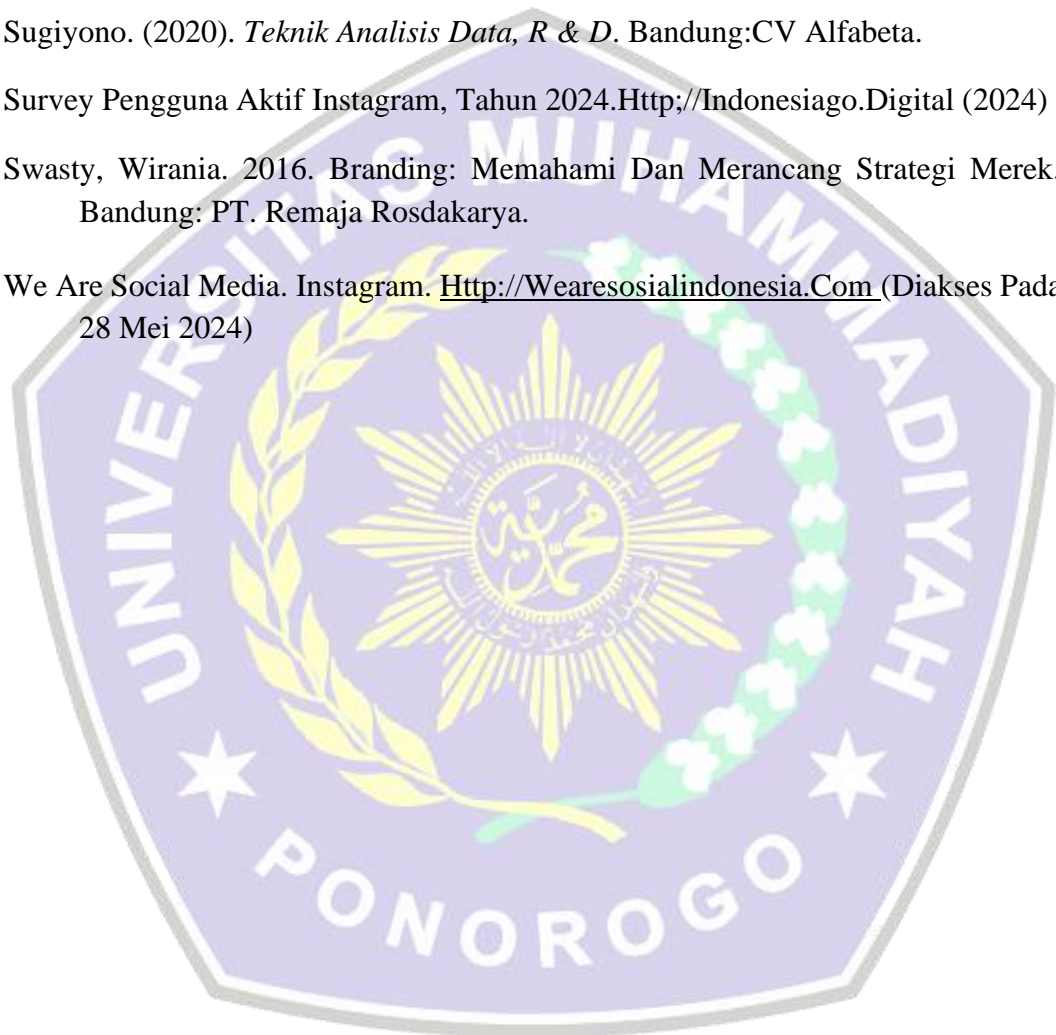 Sugiyono. (2020). Teknik Analisis Data, R & D. Bandung:CV Alfabeta.
Survey Pengguna Aktif Instagram, Tahun 2024.Http;//Indonesiago.Digital (2024)
Swasty, Wirania. 2016. Branding: Memahami Dan Merancang Strategi Merek.
Bandung: PT. Remaja Rosdakarya.
We Are Social Media. Instagram. Http://Wearesosialindonesia.Com (Diakses Pada
28 Mei 2024)
UNIVERSITAS MUHAMMADIYAH
محمدية
PONOROGO